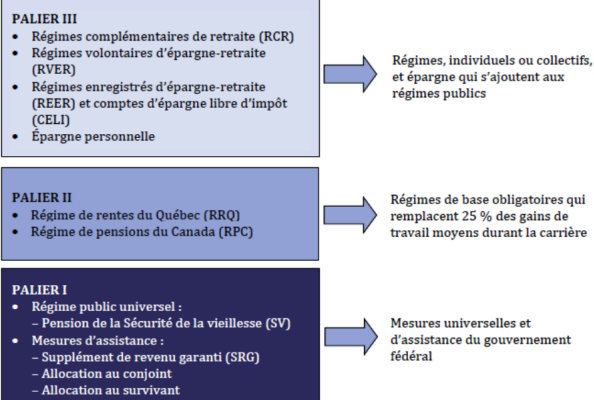 PALIER III
• Régimes complémentaires de retraite (RCR)
• Régimes volontaires d'épargne-retraite
(RVER)
• Régimes enregistrés d'épargne-retraite
(REER) et comptes d'épargne libre d'impôt
(CELI)
• Épargne personnelle
Régimes, individuels ou collectifs,
et épargne qui s'ajoutent aux
régimes publics
PALIER II
• Régime de rentes du Québec (RRQ)
• Régime de pensions du Canada (RPC)
Régimes de base obligatoires qui
remplacent 25 % des gains de
travail moyens durant la carrière
PALIER I
• Régime public universel :
– Pension de la Sécurité de la vieillesse (SV)
• Mesures d'assistance :
– Supplément de revenu garanti (SRG)
– Allocation au conjoint
– Allocation au survivant
Mesures universelles et
d'assistance du gouvernement
fédéral